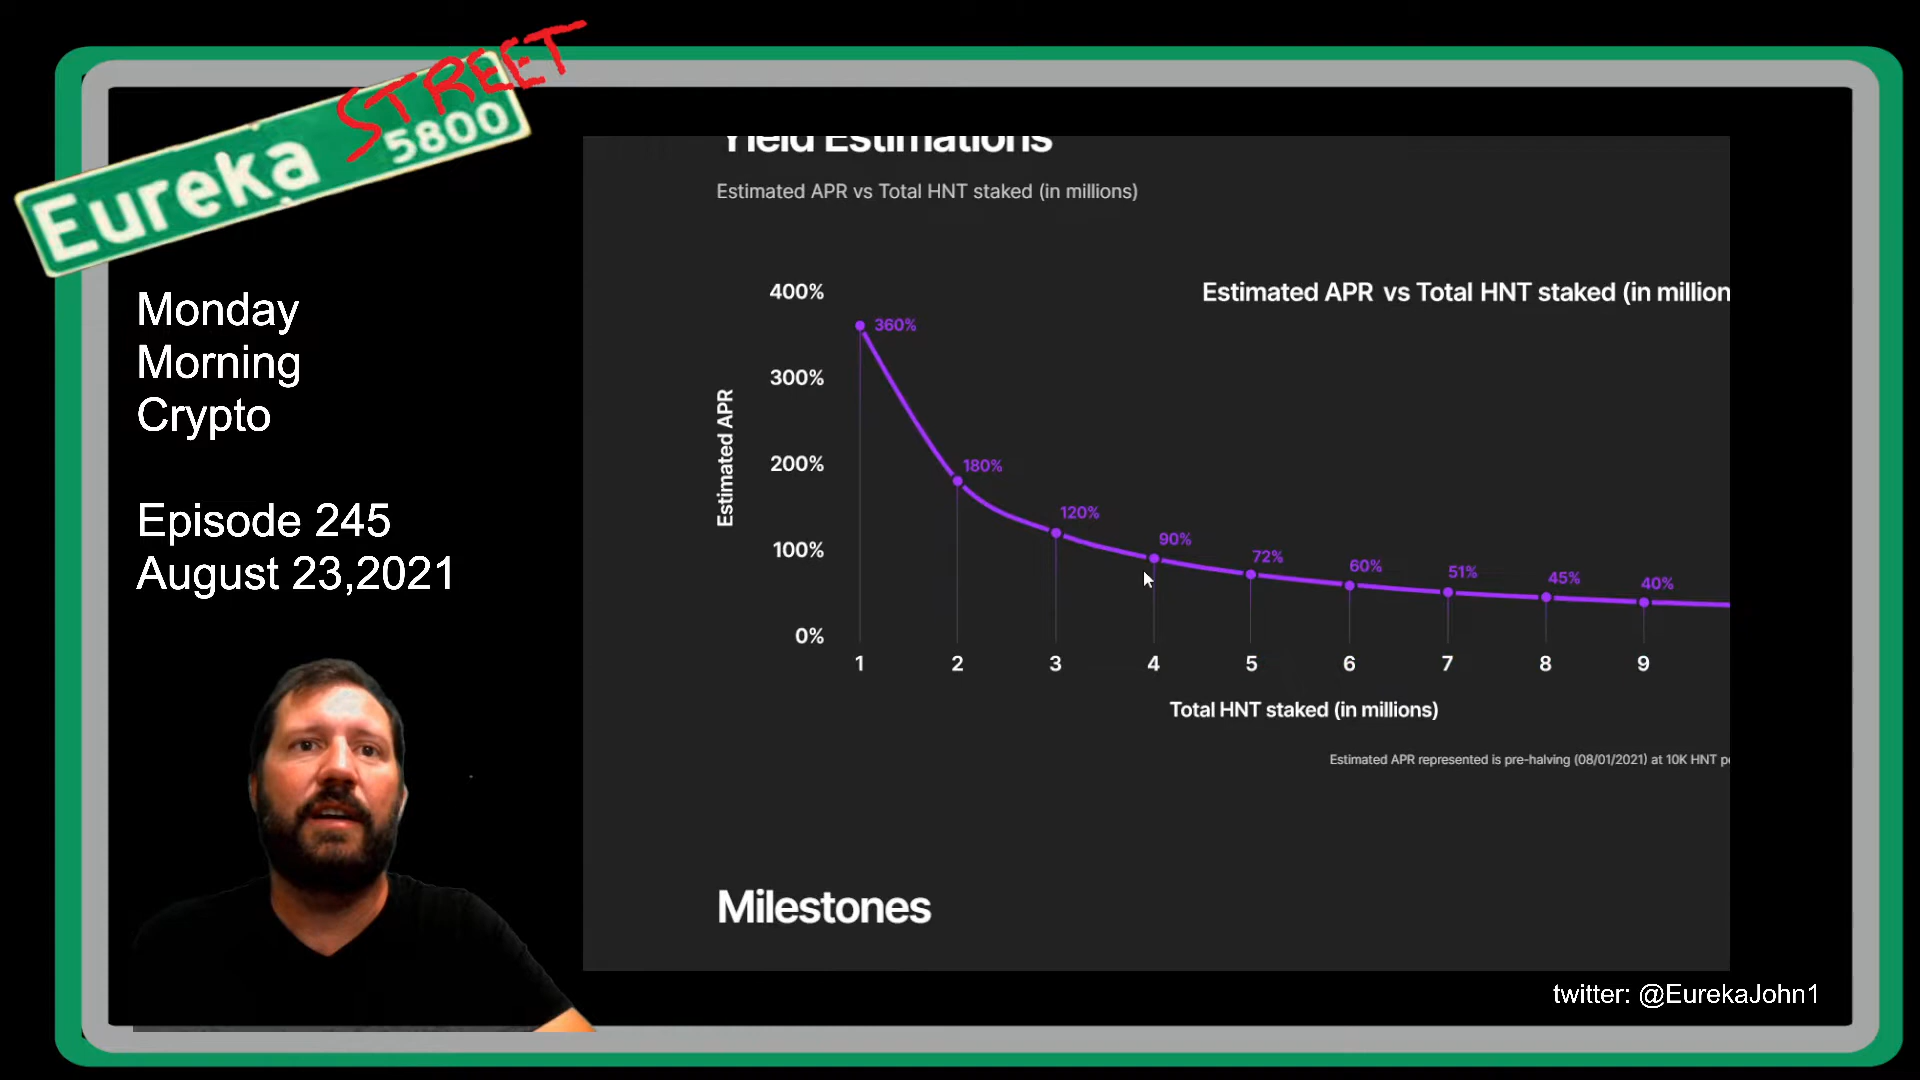 Eureka STREET
5800
Monday
Morning
Crypto
Episode 245
August 23,2021
Yield Estimations
Estimated APR vs Total HNT staked (in millions)
Estimated APR vs Total HNT staked (in million
400%
300%
200%
100%
0%
Estimated APR
360%
180%
120%
90%
72%
60%
51%
45%
40%
1 2 3 4 5 6 7 8 9
Total HNT staked (in millions)
Estimated APR represented is pre-halving (08/01/2021) at 10K HNT
Milestones
twitter: @EurekaJohn1